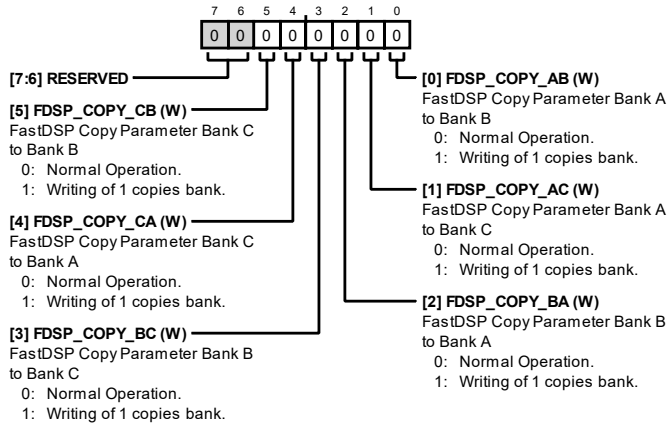 7 6 5 4 3 2 1 0
0 0 0 0 0 0 0 0
[7:6] RESERVED
[5] FDSP_COPY_CB (W)
FastDSP Copy Parameter Bank C
to Bank B
0: Normal Operation.
1: Writing of 1 copies bank.
[4] FDSP_COPY_CA (W)
FastDSP Copy Parameter Bank C
to Bank A
0: Normal Operation.
1: Writing of 1 copies bank.
[3] FDSP_COPY_BC (W)
FastDSP Copy Parameter Bank B
to Bank C
0: Normal Operation.
1: Writing of 1 copies bank.
[0] FDSP_COPY_AB (W)
FastDSP Copy Parameter Bank A
to Bank B
0: Normal Operation.
1: Writing of 1 copies bank.
[1] FDSP_COPY_AC (W)
FastDSP Copy Parameter Bank A
to Bank C
0: Normal Operation.
1: Writing of 1 copies bank.
[2] FDSP_COPY_BA (W)
FastDSP Copy Parameter Bank B
to Bank A
0: Normal Operation.
1: Writing of 1 copies bank.